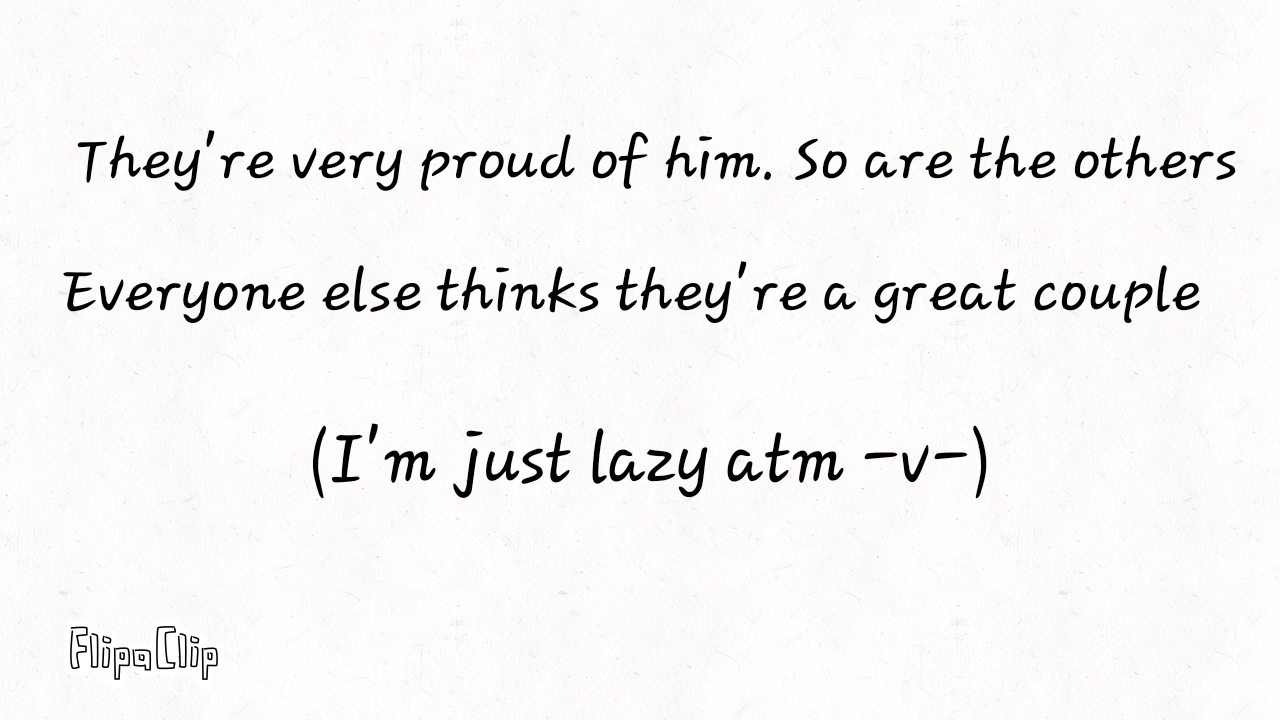 They're very proud of him. So are the others
Everyone else thinks they're a great couple
(I'm just lazy atm -v-)
FlipaClip